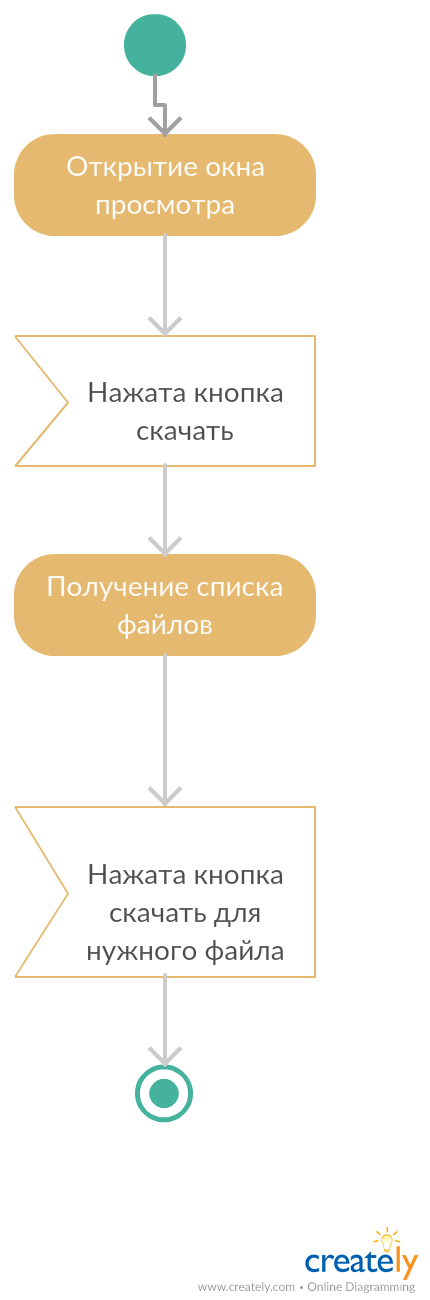 Открытие окна
просмотра
Нажата кнопка
скачать
Получение списка
файлов
Нажата кнопка
скачать для
нужного файла
creately
www.creately.com • Online Diagramming